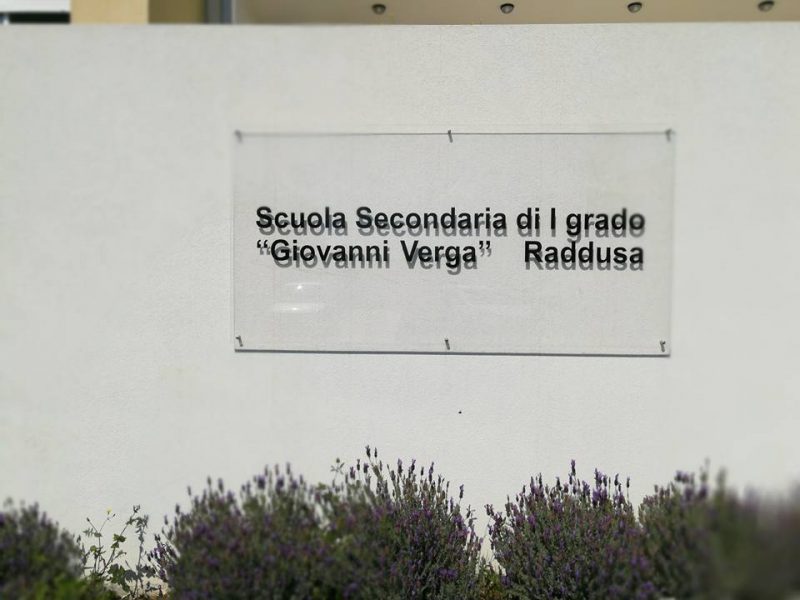 Scuola Secondaria di I grado
“Giovanni Verga” Raddusa